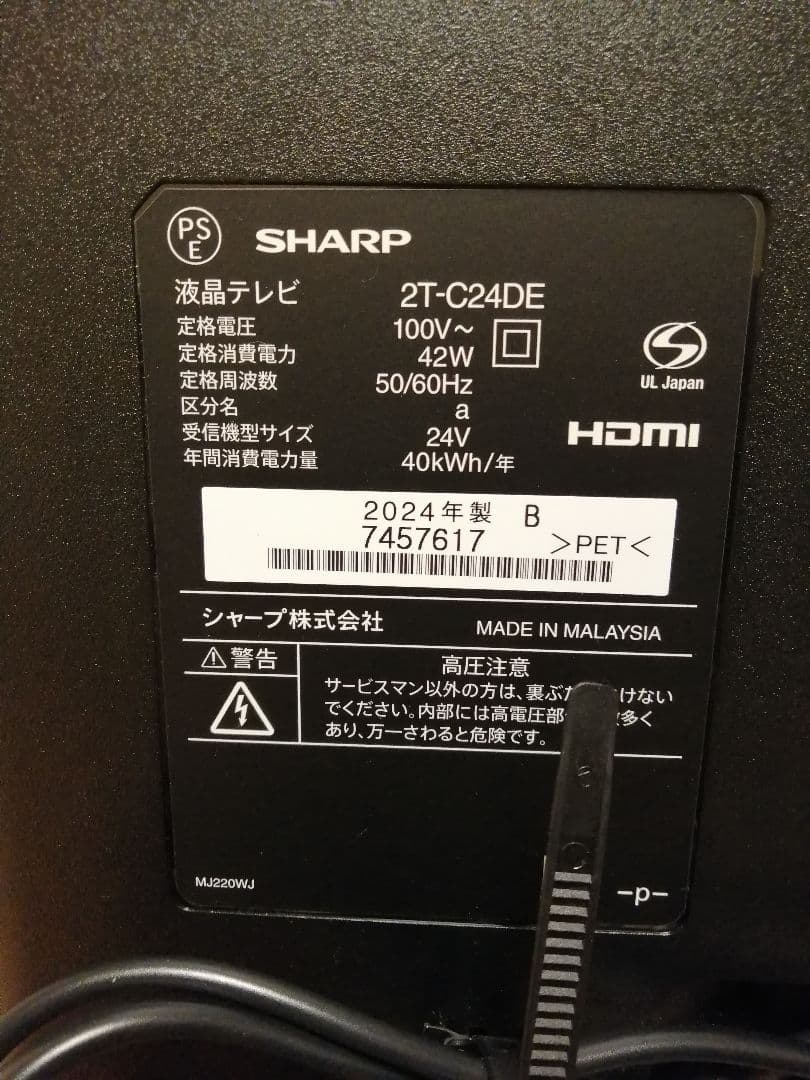 PS
E
SHARP
液晶テレビ 2T-C24DE
定格電圧 100V～
定格消費電力 42W
定格周波数 50/60Hz
区分名 a
受信機型サイズ 24V
年間消費電力量 40kWh/年
UL Japan
HDMI
2024年製 B
7457617 >PET<
シャープ株式会社 MADE IN MALAYSIA
警告
高圧注意
サービスマン以外の方は、裏ぶ けない
でください。内部には高電圧部 多く
あり、万一さわると危険です。
MJ220WJ
-p-